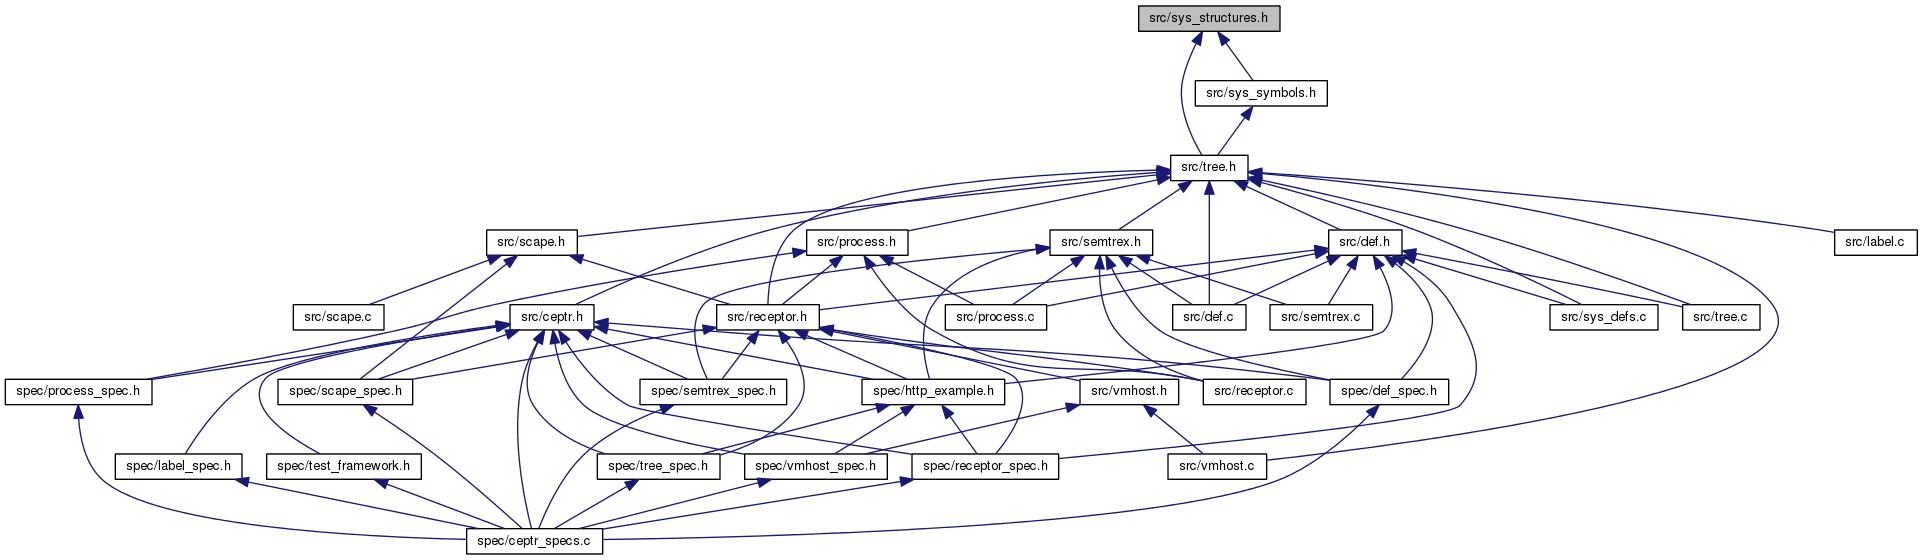 src/sys_structures.h
src/sys_symbols.h
src/tree.h
src/scape.h
src/process.h
src/semtrex.h
src/def.h
src/label.c
src/scape.c
src/ceptr.h
src/receptor.h
src/process.c
src/def.c
src/semtrex.c
src/sys_defs.c
src/tree.c
spec/process_spec.h
spec/scape_spec.h
spec/semtrex_spec.h
spec/http_example.h
src/vmhost.h
src/receptor.c
spec/def_spec.h
spec/label_spec.h
spec/test_framework.h
spec/tree_spec.h
spec/vmhost_spec.h
spec/receptor_spec.h
src/vmhost.c
spec/ceptr_specs.c